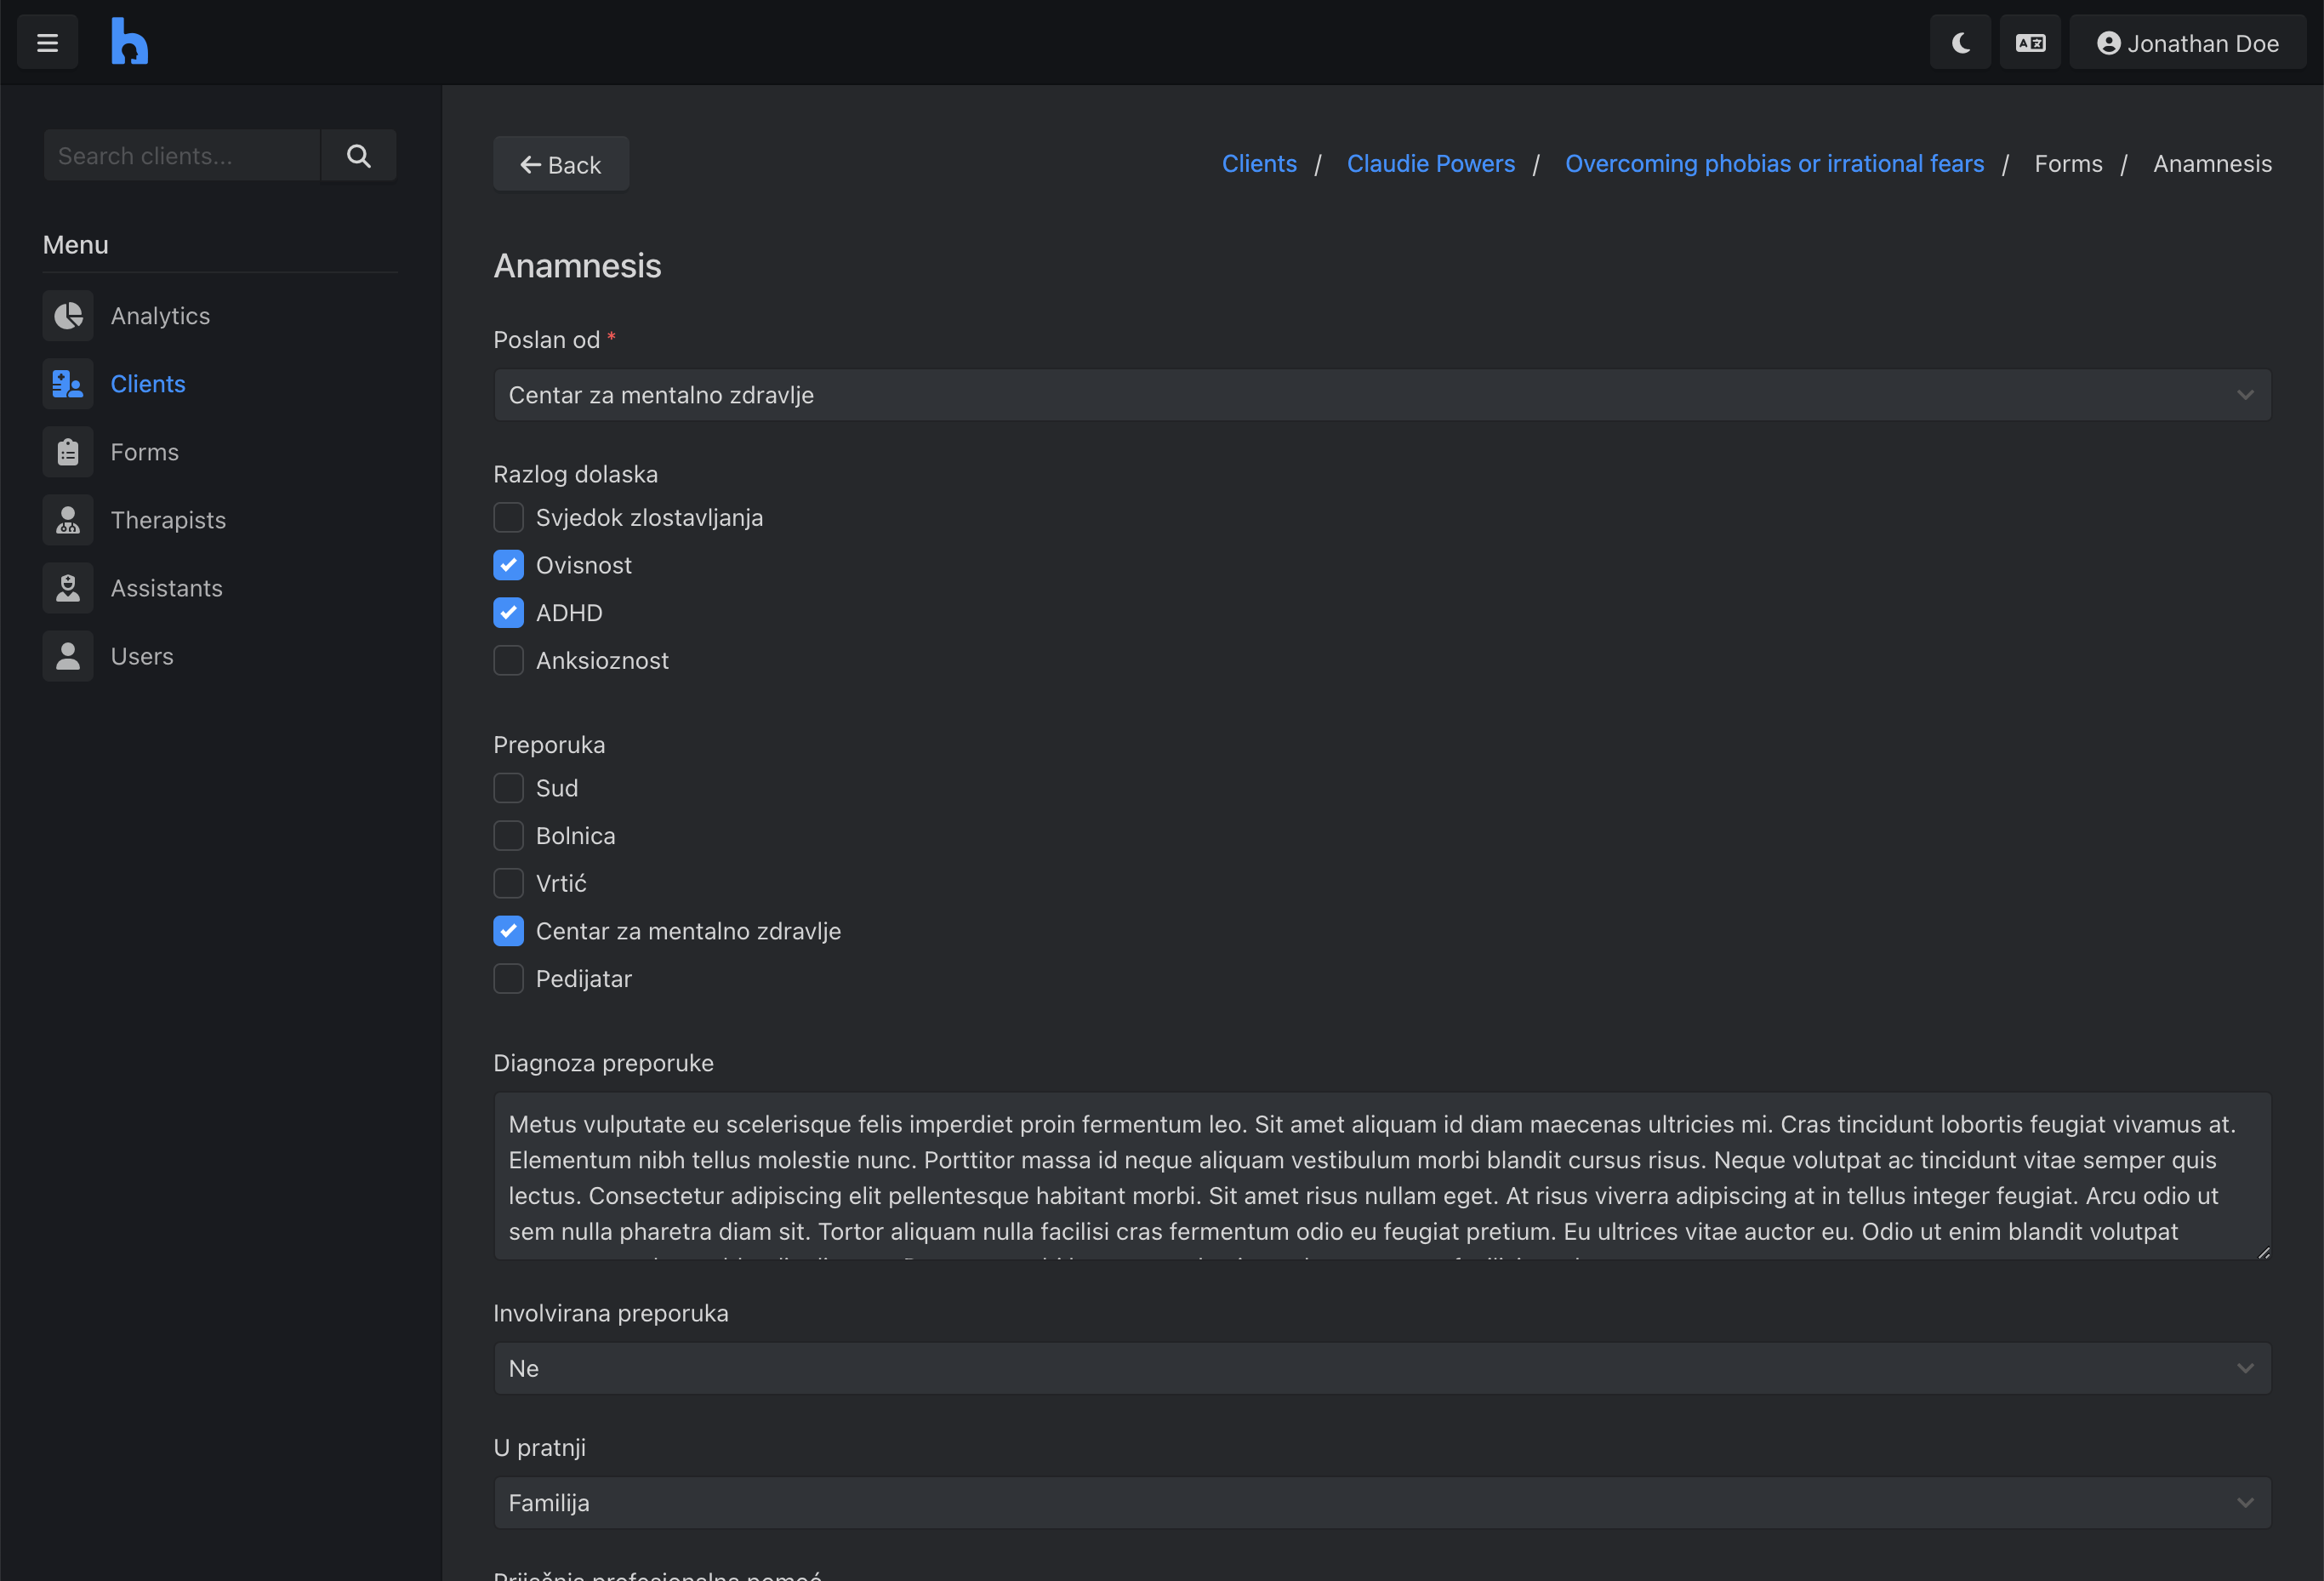 Jonathan Doe
Search clients...
Menu
Analytics
Clients
Forms
Therapists
Assistants
Users
Back
Clients / Claudie Powers / Overcoming phobias or irrational fears / Forms / Anamnesis
Anamnesis
Poslan od *
Centar za mentalno zdravlje
Razlog dolaska
Svjedok zlostavljanja
Ovisnost
ADHD
Anksioznost
Preporuka
Sud
Bolnica
Vrtić
Centar za mentalno zdravlje
Pedijatar
Diagnoza preporuke
Metus vulputate eu scelerisque felis imperdiet proin fermentum leo. Sit amet aliquam id diam maecenas ultricies mi. Cras tincidunt lobortis feugiat vivamus at.
Elementum nibh tellus molestie nunc. Porttitor massa id neque aliquam vestibulum morbi blandit cursus risus. Neque volutpat ac tincidunt vitae semper quis
lectus. Consectetur adipiscing elit pellentesque habitant morbi. Sit amet risus nullam eget. At risus viverra adipiscing at in tellus integer feugiat. Arcu odio ut
sem nulla pharetra diam sit. Tortor aliquam nulla facilisi cras fermentum odio eu feugiat pretium. Eu ultrices vitae auctor eu. Odio ut enim blandit volutpat
Involvirana preporuka
Ne
U pratnji
Familija